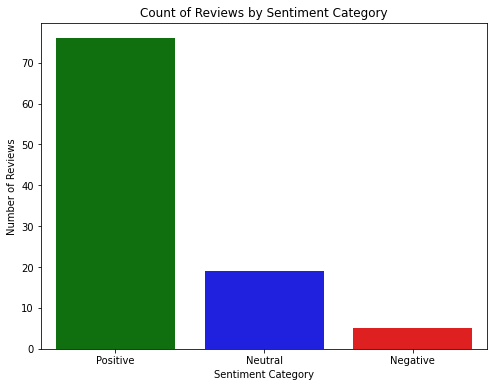 Count of Reviews by Sentiment Category
Number of Reviews
70
60
50
40
30
20
10
0
Positive Neutral Negative
Sentiment Category